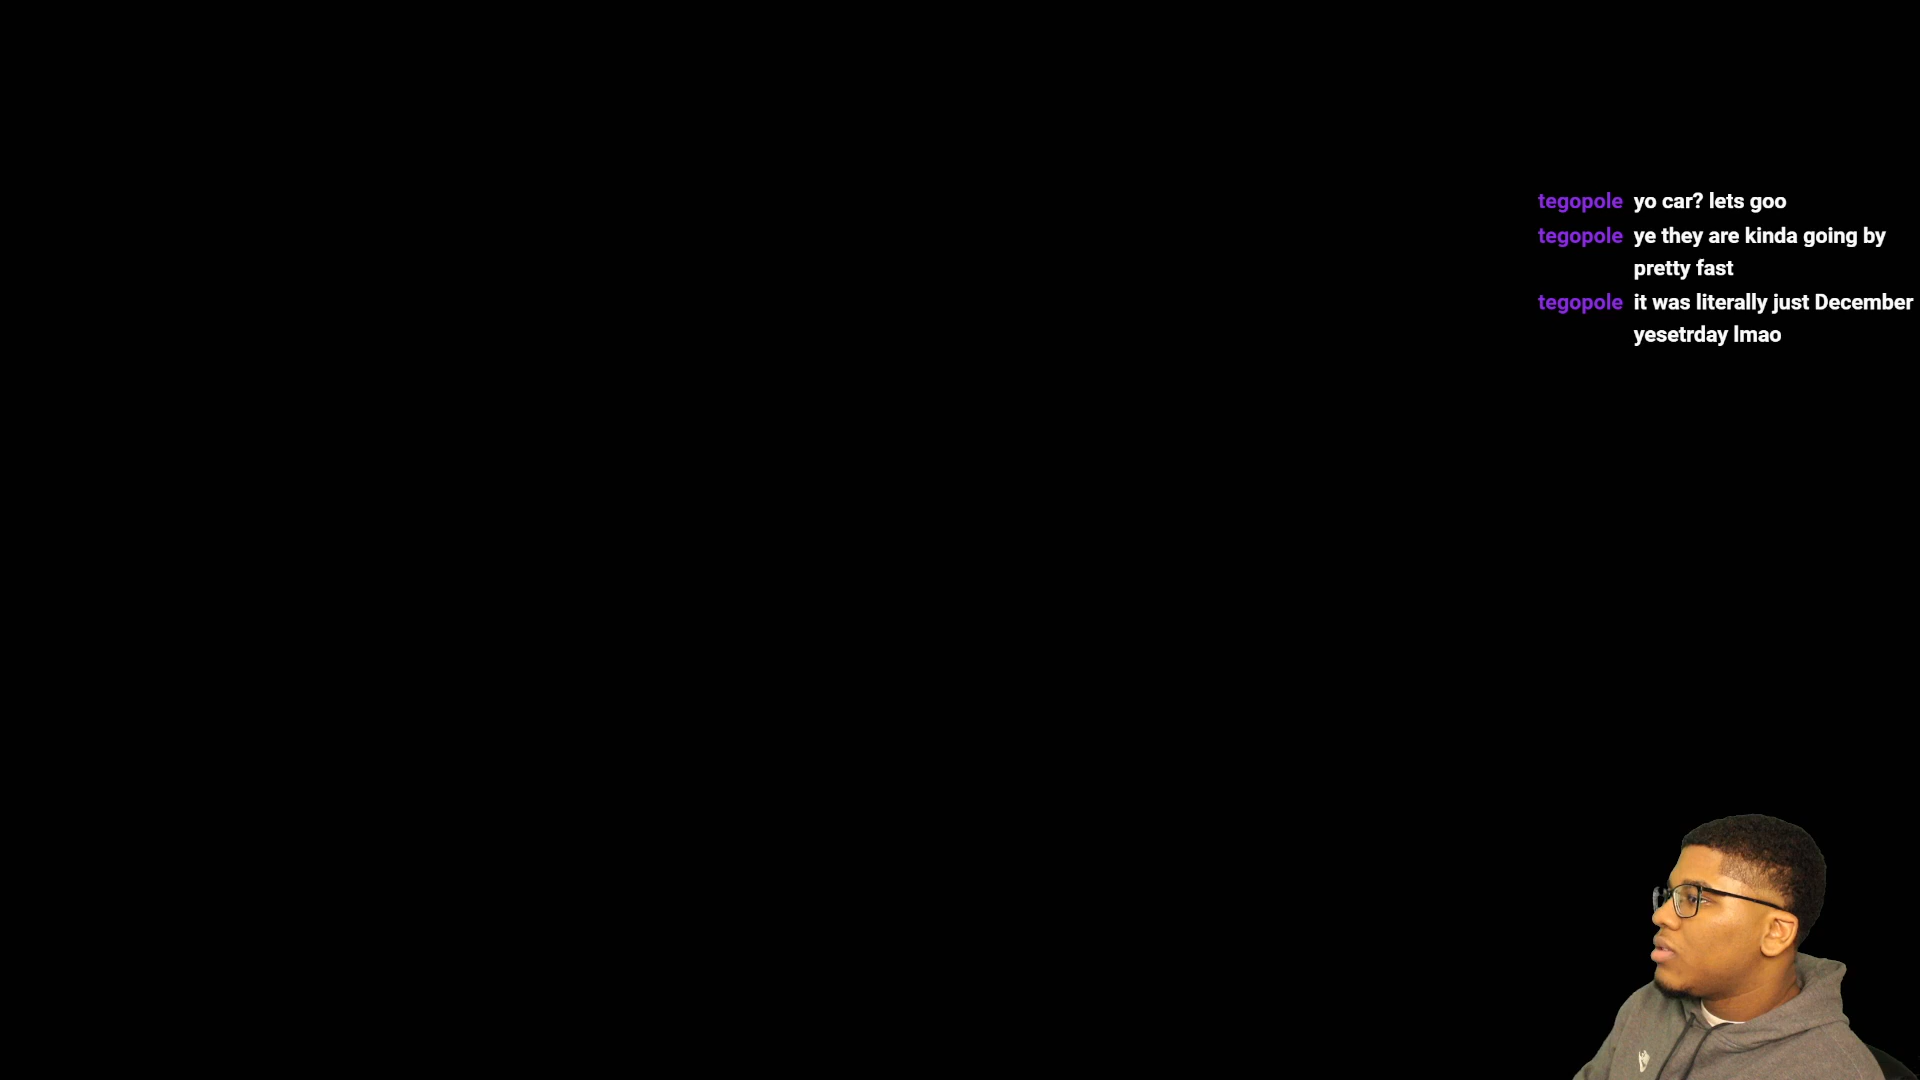 tegopole yo car? lets goo
tegopole ye they are kinda going by
pretty fast
tegopole it was literally just December
yesetrday lmao